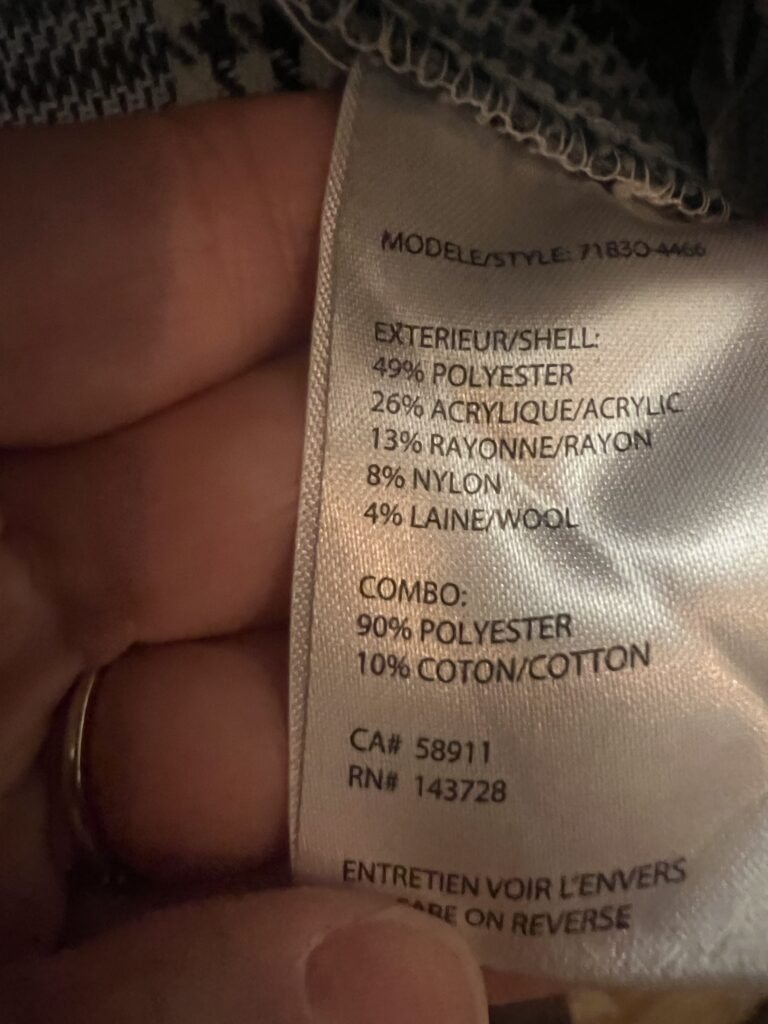 MODELE/STYLE: 71830-4466
EXTERIEUR/SHELL:
49% POLYESTER
26% ACRYLIQUE/ACRYLIC
13% RAYONNE/RAYON
8% NYLON
4% LAINE/WOOL
COMBO:
90% POLYESTER
10% COTON/COTTON
CA# 58911
RN# 143728
ENTRETIEN VOIR L'ENVERS
CARE ON REVERSE